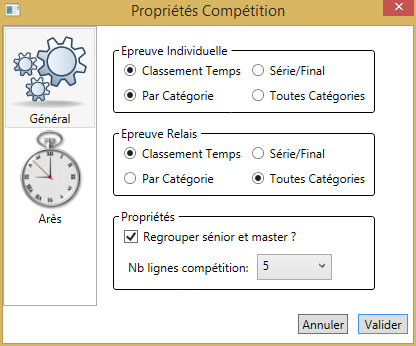 Propriétés Compétition
Général
Arès
Epreuve Individuelle
Classement Temps Série/Final
Par Catégorie Toutes Catégories
Epreuve Relais
Classement Temps Série/Final
Par Catégorie Toutes Catégories
Propriétés
Regrouper sénior et master ?
Nb lignes compétition: 5
Annuler Valider